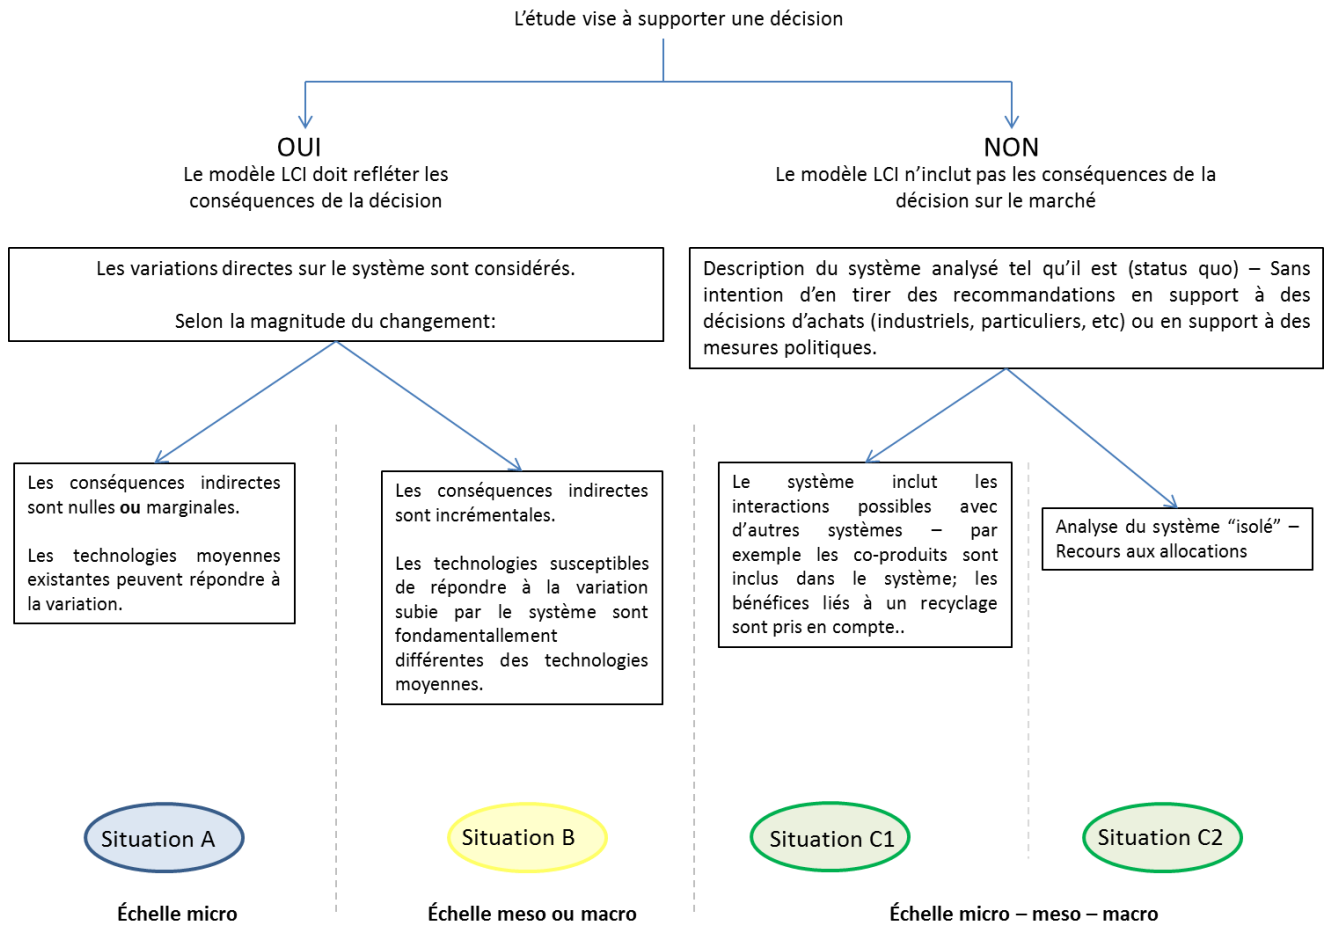 L'étude vise à supporter une décision
OUI
Le modèle LCI doit refléter les
conséquences de la décision
NON
Le modèle LCI n'inclut pas les conséquences de la
décision sur le marché
Les variations directes sur le système sont considérés.
Selon la magnitude du changement:
Description du système analysé tel qu'il est (status quo) – Sans
intention d'en tirer des recommandations en support à des
décisions d'achats (industriels, particuliers, etc) ou en support à des
mesures politiques.
Les conséquences indirectes
sont nulles ou marginales.
Les technologies moyennes
existantes peuvent répondre à
la variation.
Les conséquences indirectes
sont incrémentales.
Les technologies susceptibles
de répondre à la variation
subie par le système sont
fondamentallement
différentes des technologies
moyennes.
Le système inclut les
interactions possibles avec
d'autres systèmes – par
exemple les co-produits sont
inclus dans le système; les
bénéfices liés à un recyclage
sont pris en compte..
Analyse du système “isolé” –
Recours aux allocations
Situation A
Situation B
Situation C1
Situation C2
Échelle micro
Échelle meso ou macro
Échelle micro – meso – macro